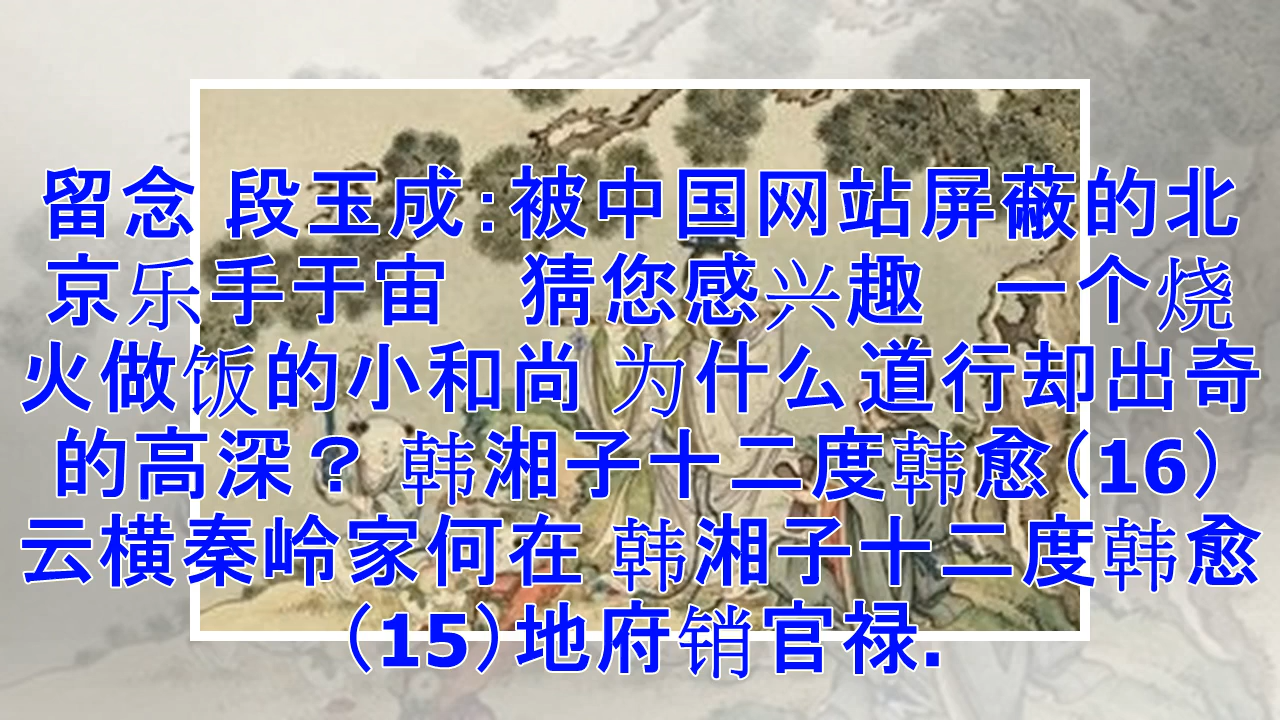 留念 段玉成:被中国网站屏蔽的北
京乐手于宙 猜您感兴趣 一个烧
火做饭的小和尚 为什么道行却出奇
的高深？ 韩湘子十二度韩愈(16)
云横秦岭家何在 韩湘子十二度韩愈
(15)地府销官禄.